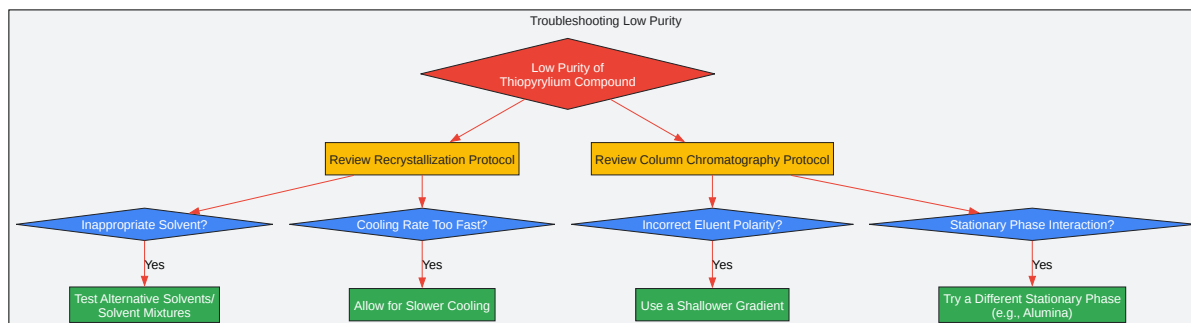 Troubleshooting Low Purity
Low Purity of
Thiopyrylium Compound
Review Recrystallization Protocol
Review Column Chromatography Protocol
Inappropriate Solvent?
Cooling Rate Too Fast?
Incorrect Eluent Polarity?
Stationary Phase Interaction?
Yes
Yes
Yes
Yes
Test Alternative Solvents/
Solvent Mixtures
Allow for Slower Cooling
Use a Shallower Gradient
Try a Different Stationary Phase
(e.g., Alumina)